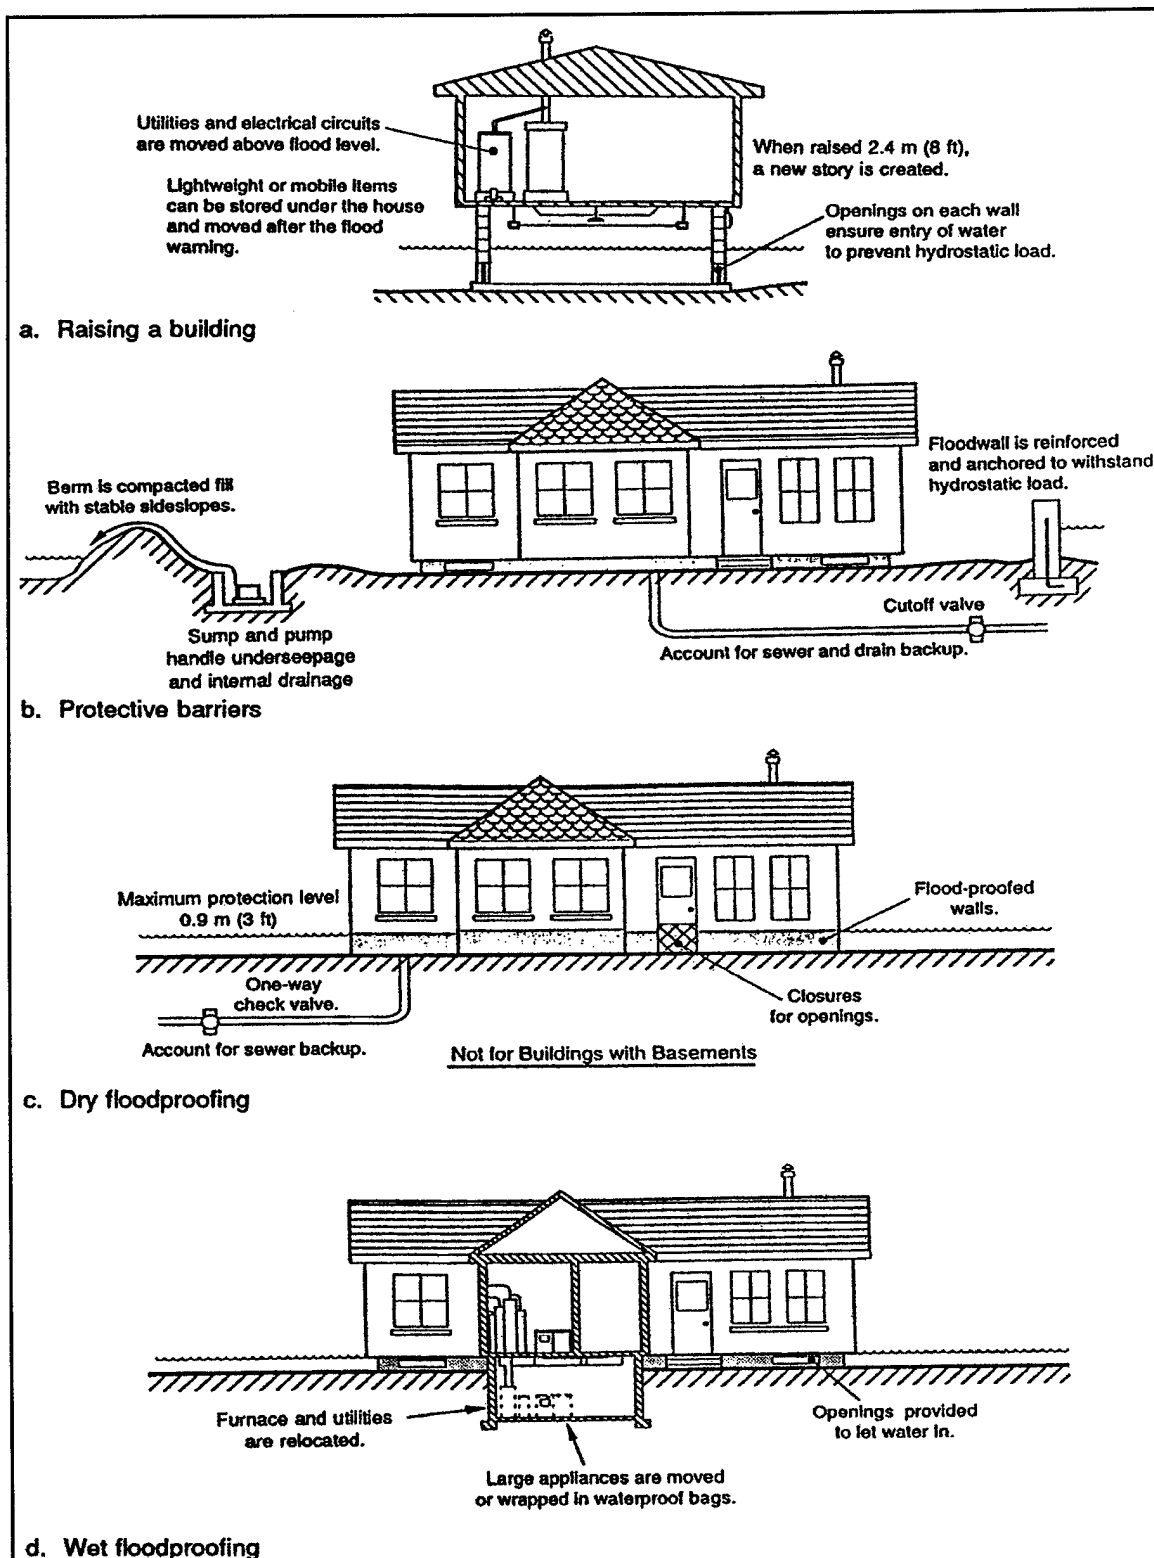 Utilities and electrical circuits
are moved above flood level.
When raised 2.4 m (8 ft),
a new story is created.
Lightweight or mobile items
can be stored under the house
and moved after the flood
warning.
Openings on each wall
ensure entry of water
to prevent hydrostatic load.
a. Raising a building
Floodwall is reinforced
and anchored to withstand
hydrostatic load.
Berm is compacted fill
with stable sideslopes.
Cutoff valve
Sump and pump
handle underseepage
and internal drainage
Account for sewer and drain backup.
b. Protective barriers
Maximum protection level
0.9 m (3 ft)
Flood-proofed
walls.
One-way
check valve.
Closures
for openings.
Account for sewer backup.
Not for Buildings with Basements
c. Dry floodproofing
Furnace and utilities
are relocated.
Openings provided
to let water in.
Large appliances are moved
or wrapped in waterproof bags.
d. Wet floodproofing